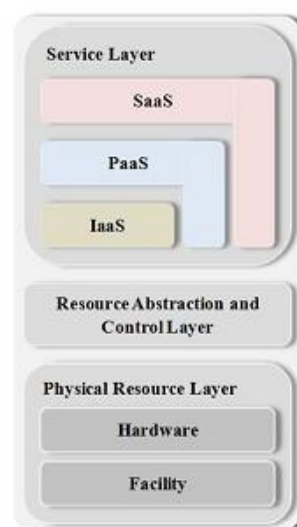 Service Layer
SaaS
PaaS
IaaS
Resource Abstraction and
Control Layer
Physical Resource Layer
Hardware
Facility